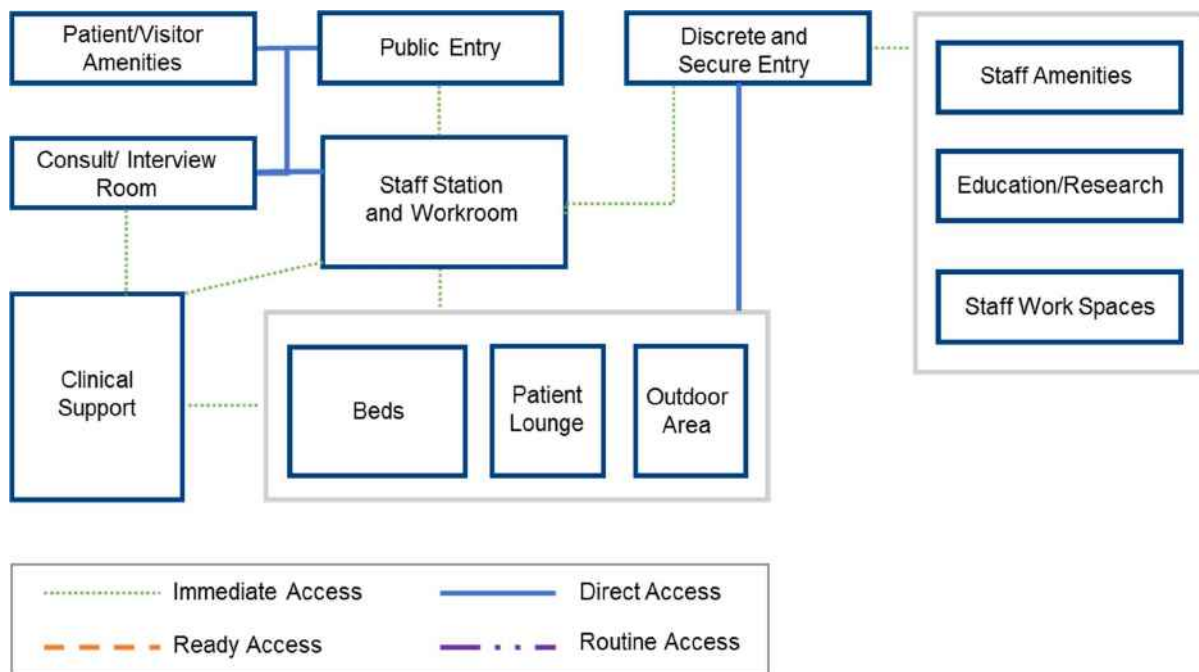 Patient/Visitor
Amenities
Public Entry
Discrete and
Secure Entry
Staff Amenities
Consult/ Interview
Room
Staff Station
and Workroom
Education/Research
Staff Work Spaces
Clinical
Support
Beds
Patient
Lounge
Outdoor
Area
Immediate Access
Direct Access
Ready Access
Routine Access